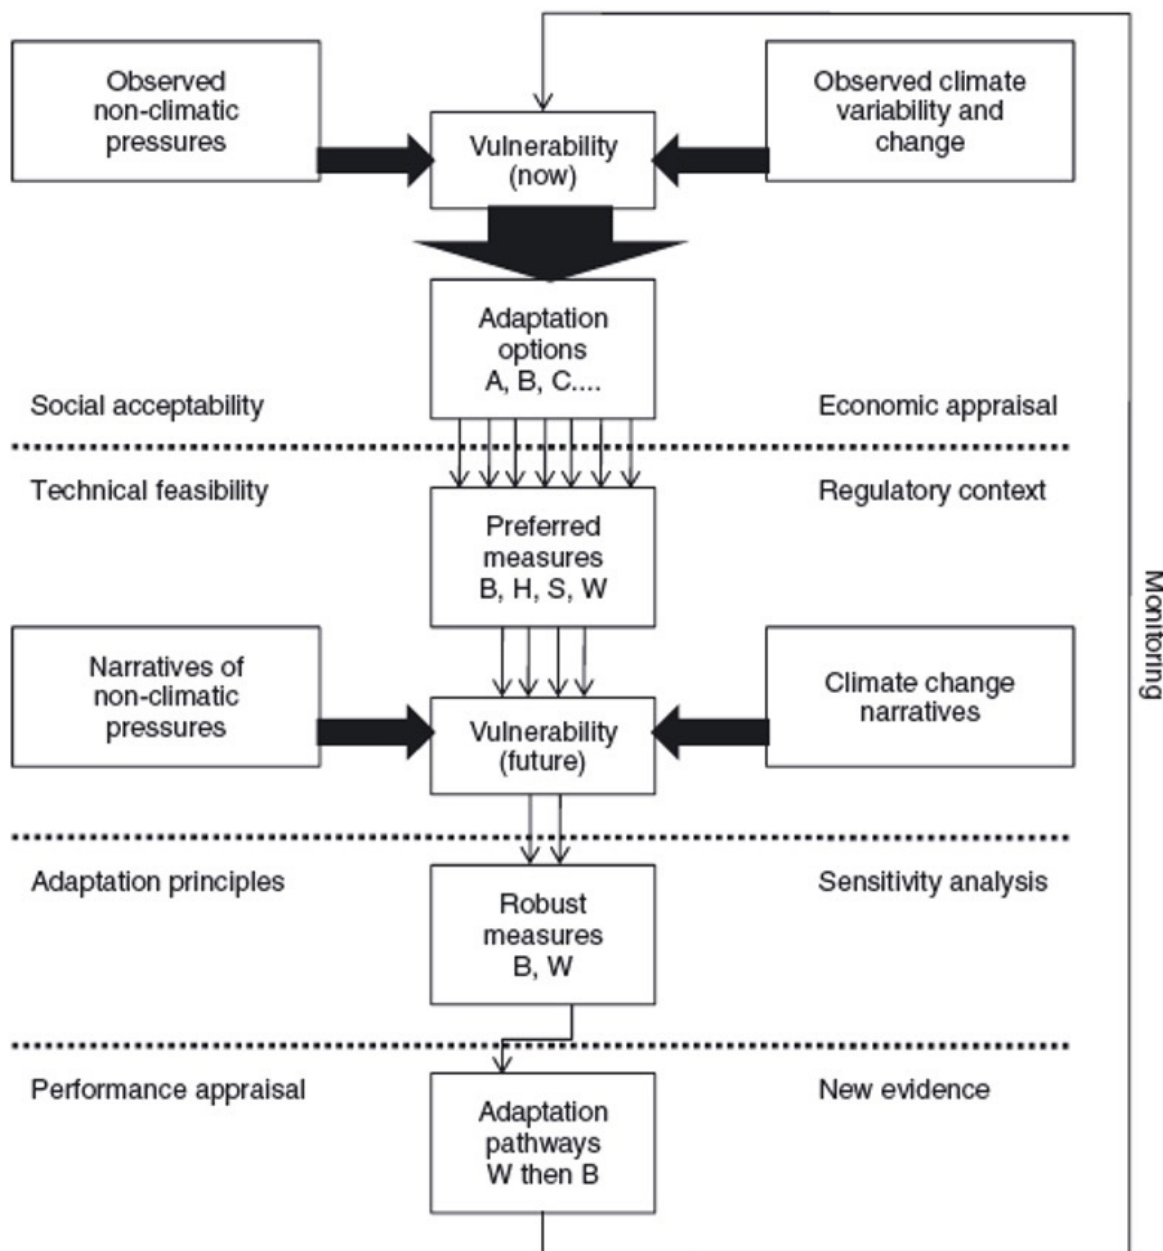 Observed
non-climatic
pressures
Vulnerability
(now)
Observed climate
variability and
change
Adaptation
options
A, B, C....
Social acceptability
Economic appraisal
Technical feasibility
Regulatory context
Preferred
measures
B, H, S, W
Monitoring
Narratives of
non-climatic
pressures
Vulnerability
(future)
Climate change
narratives
Adaptation principles
Sensitivity analysis
Robust
measures
B, W
Performance appraisal
New evidence
Adaptation
pathways
W then B